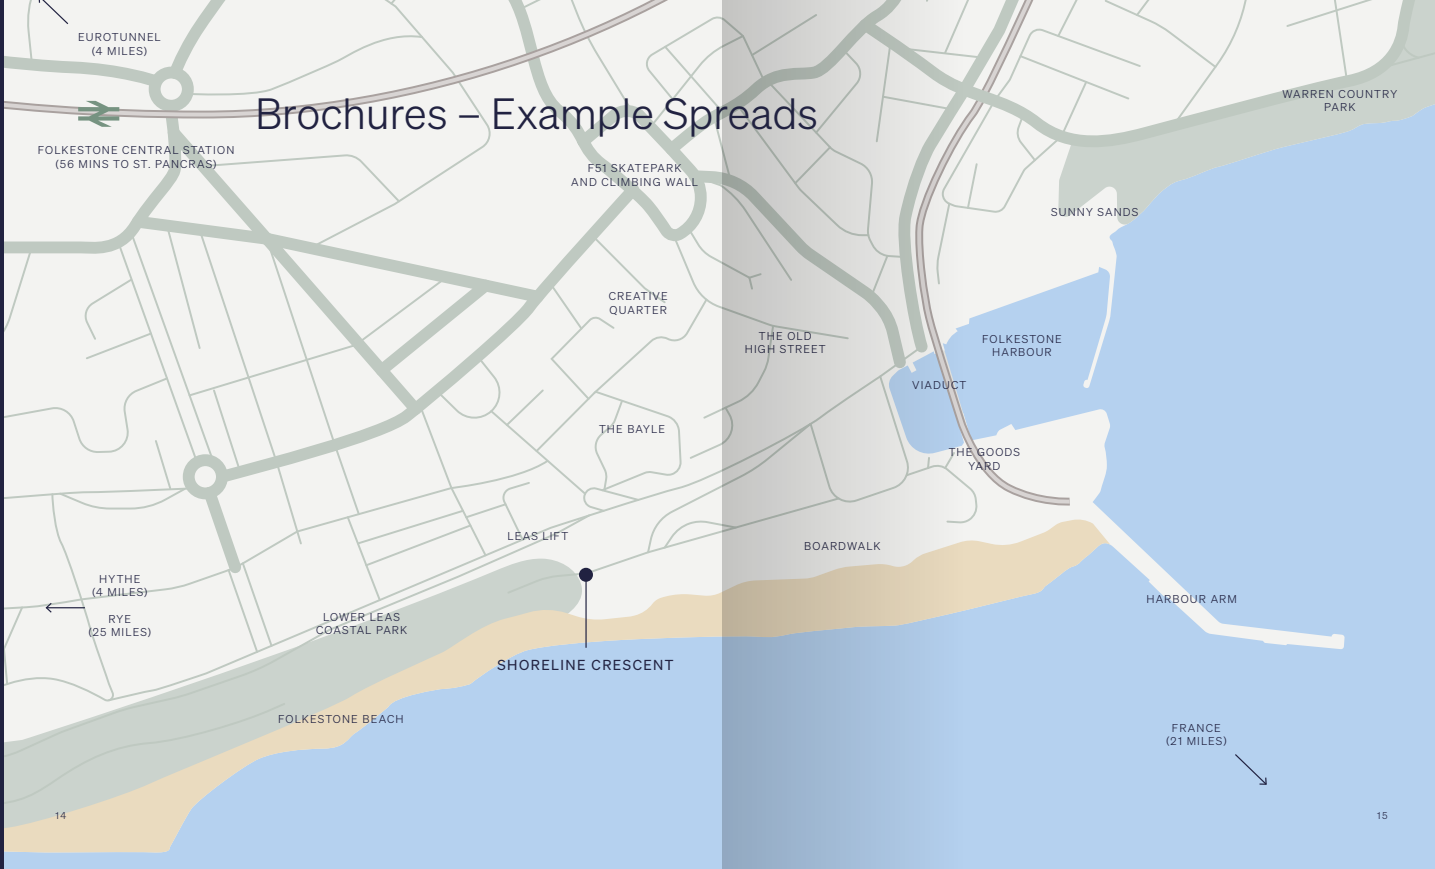 EUROTUNNEL
(4 MILES)
Brochures – Example Spreads
WARREN COUNTRY
PARK
FOLKESTONE CENTRAL STATION
(56 MINS TO ST. PANCRAS)
F51 SKATEPARK
AND CLIMBING WALL
SUNNY SANDS
CREATIVE
QUARTER
THE OLD
HIGH STREET
FOLKESTONE
HARBOUR
VIADUCT
THE BAYLE
THE GOODS
YARD
LEAS LIFT
BOARDWALK
HYTHE
(4 MILES)
RYE
(25 MILES)
LOWER LEAS
COASTAL PARK
HARBOUR ARM
SHORELINE CRESCENT
FOLKESTONE BEACH
FRANCE
(21 MILES)
14
15